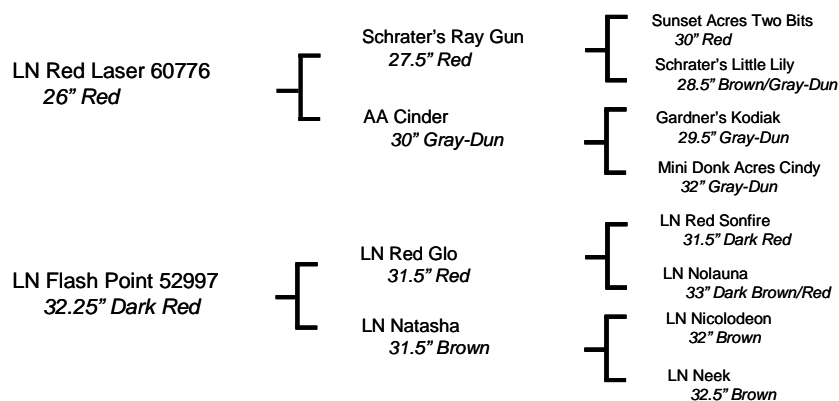 LN Red Laser 60776
26” Red
Schrater’s Ray Gun
27.5” Red
AA Cinder
30” Gray-Dun
Sunset Acres Two Bits
30” Red
Schrater’s Little Lily
28.5” Brown/Gray-Dun
Gardner’s Kodiak
29.5” Gray-Dun
Mini Donk Acres Cindy
32” Gray-Dun
LN Flash Point 52997
32.25” Dark Red
LN Red Glo
31.5” Red
LN Natasha
31.5” Brown
LN Red Sonfire
31.5” Dark Red
LN Nolauna
33” Dark Brown/Red
LN Nicolodeon
32” Brown
LN Neek
32.5” Brown